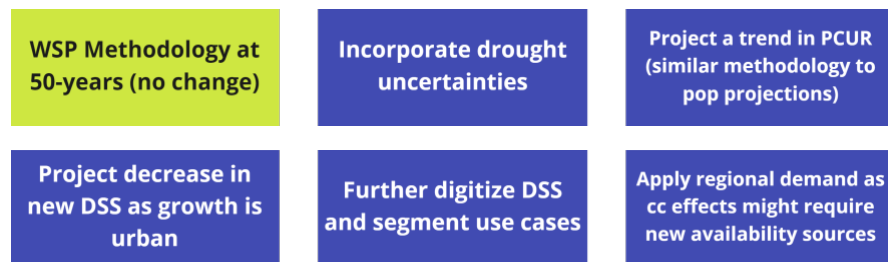 WSP Methodology at
50-years (no change)
Incorporate drought
uncertainties
Project a trend in PCUR
(similar methodology to
pop projections)
Project decrease in
new DSS as growth is
urban
Further digitize DSS
and segment use cases
Apply regional demand as
cc effects might require
new availability sources